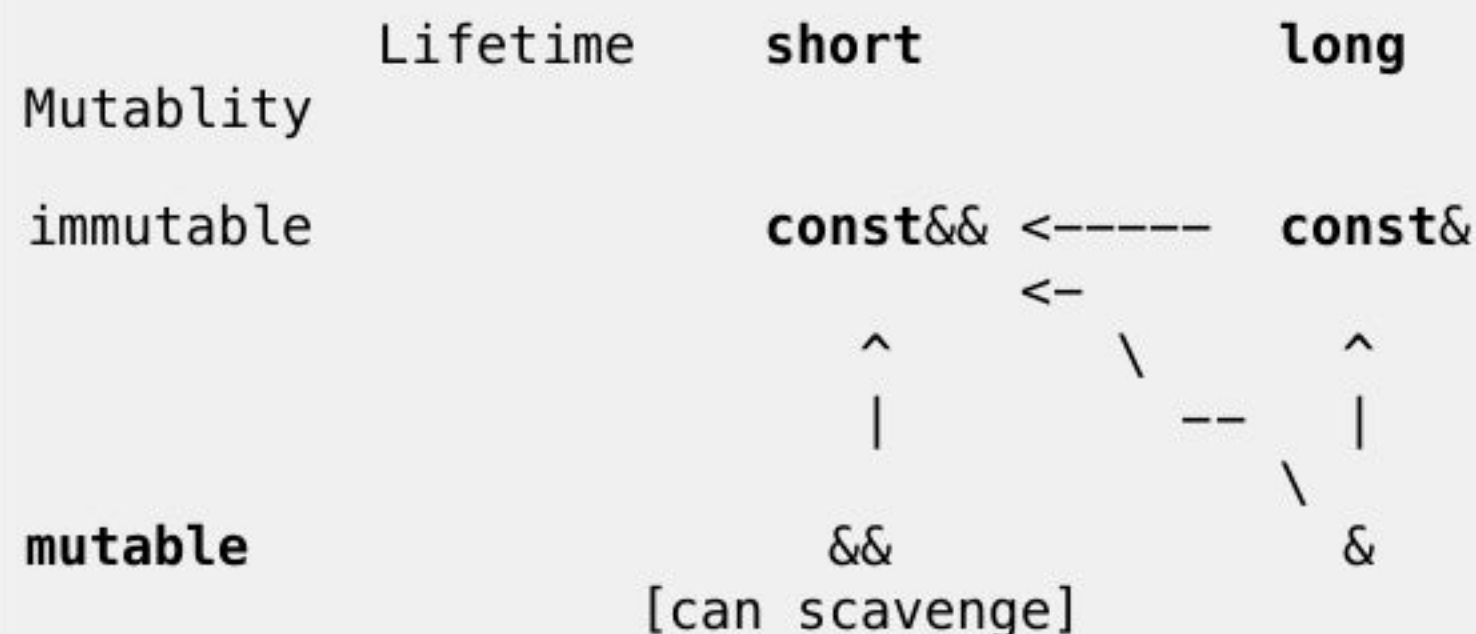 Lifetime short long
Mutablity
immutable const&& <----- const&
<-
^ \ ^
| -- |
\
mutable && &
[can scavenge]